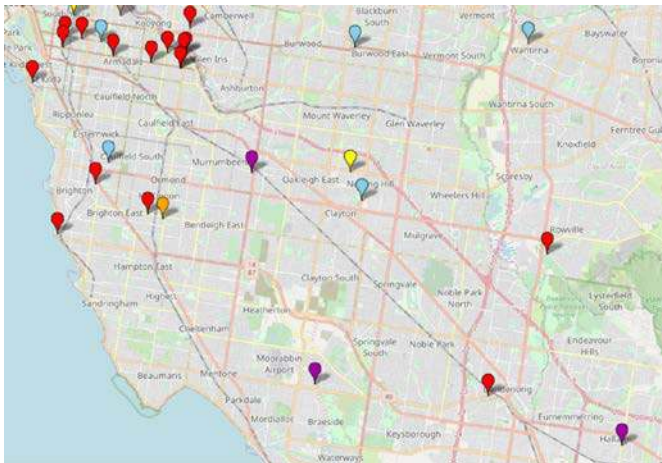 Camberwell
Blackburn South
Vermont
Kooyong
Burwood
Burwood East
Vermont South
Wantirna
Bayswater
Armadale
Glen Iris
Ashburton
Caulfield North
Wantirna South
Ripponlea
Mount Waverley
Glen Waverley
Ferntree Gu
Elsternwick
Caulfield East
Knoxfield
Caulfield South
Murrumbeena
Oakleigh East
Scoresby
Ormond
Wheelers Hill
Brighton
Brighton East
Clayton
Rowville
Bentleigh East
Mulgrave
Hampton East
Clayton South
Springvale
Noble Park North
Lysterfield South
Sandringham
Highett
Heatherton
Endeavour Hills
Cheltenham
Springvale South
Noble Park
Moorabbin Airport
Beaumaris
Mentone
Parkdale
Mordialloc
Braeside
Keysborough
Waterways